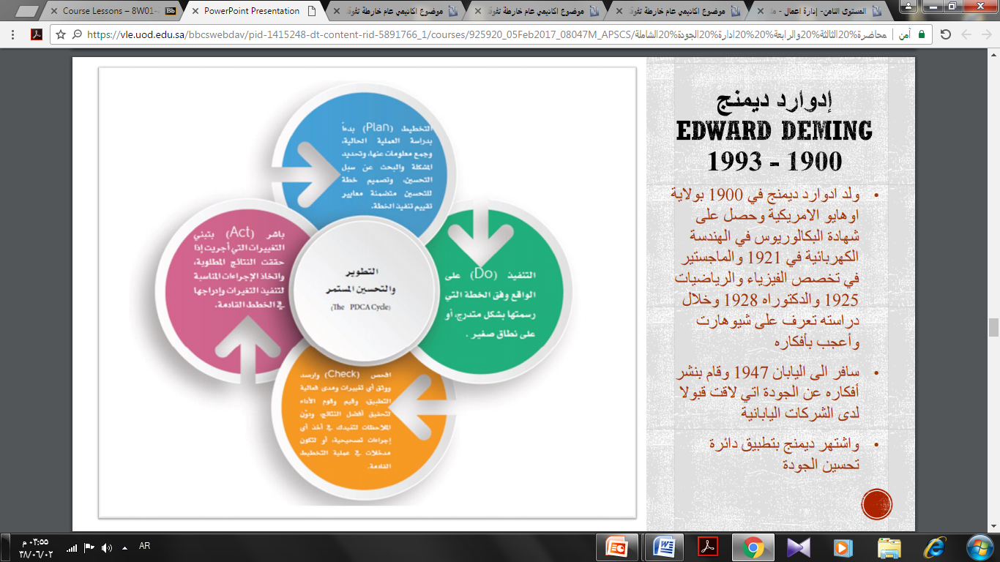 Course Lessons – 8W01-
PowerPoint Presentation
موضوع اكاديمي عام خارطة تفوق
موضوع اكاديمي عام خارطة تفوق
موضوع اكاديمي عام خارطة تفوق
المستوى الثامن- إدارة اعمال - ملا
https://vle.uod.edu.sa/bbcswebdav/pid-1415248-dt-content-rid-5891766_1/courses/925920_05Feb2017_08047M_APSCS/محاضرة%20الثالثة%20والرابعة%20%20ادارة%20الجودة%20الشاملة
آمن
إدوارد ديمنج
EDWARD DEMING
1993 - 1900
• ولد ادوارد ديمنج في 1900 بولاية
اوهايو الامريكية وحصل على
شهادة البكالوريوس في الهندسة
الكهربائية في 1921 والماجستير
في تخصص الفيزياء والرياضيات
1925 والدكتوراه 1928 وخلال
دراسته تعرف على شيوهارت
وأعجب بأفكاره
• سافر الى اليابان 1947 وقام بنشر
أفكاره عن الجودة اتي لاقت قبولا
لدى الشركات اليابانية
• واشتهر ديمنج بتطبيق دائرة
تحسين الجودة
التخطيط (Plan) بدءاً
بدراسة العملية الحالية،
وجمع معلومات عنها، وتحديد
المشكلة والبحث عن سبل
التحسين، وتصميم خطة
للتحسين متضمنة معايير
تقييم تنفيذ الخطة.
التنفيذ (Do) على
الواقع وفق الخطة التي
رسمتها بشكل متدرج، أو
على نطاق صغير .
افحص (Check) وارصد
ووثق أي تغييرات ومدى فعالية
التطبيق، وقيم وقوم الأداء
لتحقيق أفضل النتائج، ودوّن
الملاحظات لتفيدك في أخذ أي
إجراءات تصحيحية، أو لتكون
مدخلات في عملية التخطيط
القادمة.
باشر (Act) بتبني
التغييرات التي أجريت إذا
حققت النتائج المطلوبة،
واتخاذ الإجراءات المناسبة
لتنفيذ التغيرات وإدراجها
في الخطط القادمة.
التطوير
والتحسين المستمر
(The PDCA Cycle)
AR
٠٣:٥٥ م
٣٨/٠٦/٠٢